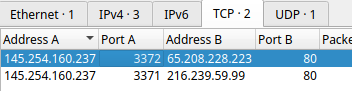 Ethernet · 1 IPv4 · 3 IPv6 TCP · 2 UDP · 1
Address A Port A Address B Port B Packe
145.254.160.237 3372 65.208.228.223 80
145.254.160.237 3371 216.239.59.99 80